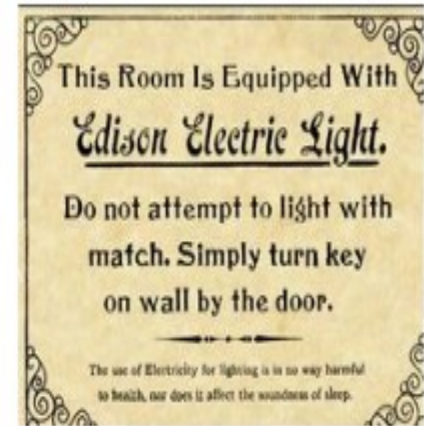 This Room Is Equipped With
Edison Electric Light.
Do not attempt to light with
match. Simply turn key
on wall by the door.
The use of Electricity for lighting is in no way harmful
to health, nor does it affect the soundness of sleep.